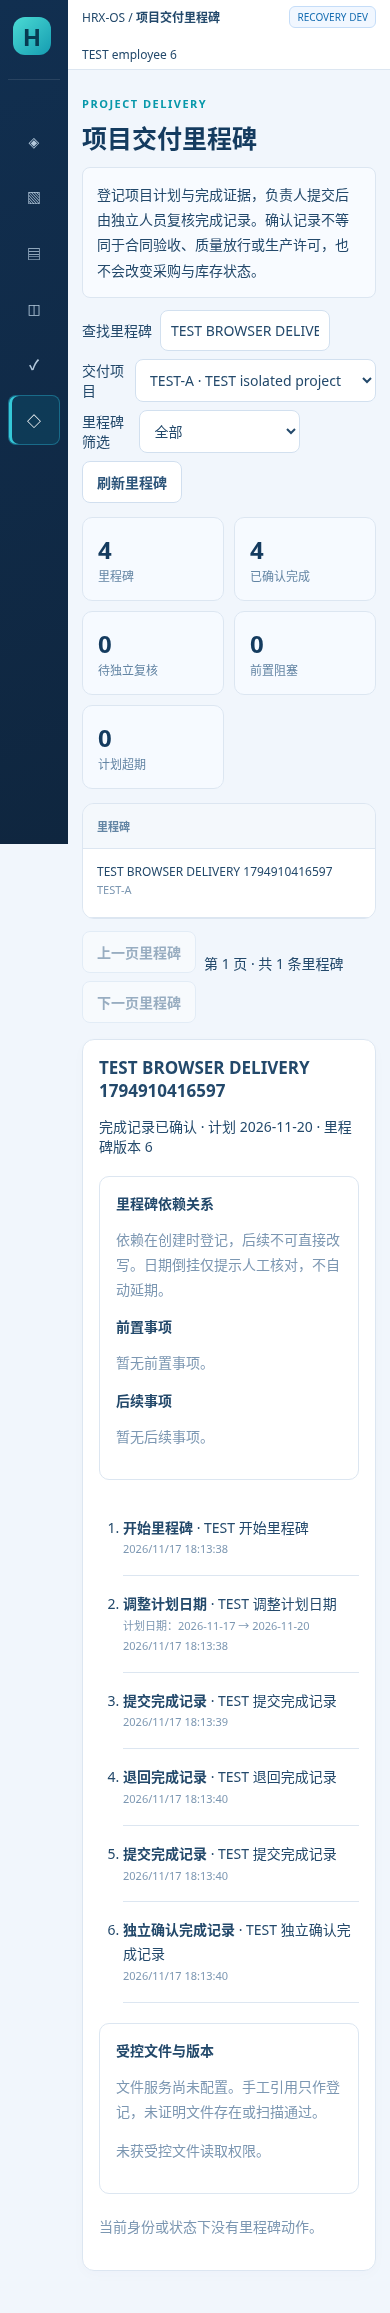 H
HRX-OS / 项目交付里程碑
RECOVERY DEV
TEST employee 6
PROJECT DELIVERY
项目交付里程碑
登记项目计划与完成证据，负责人提交后
由独立人员复核完成记录。确认记录不等
同于合同验收、质量放行或生产许可，也
不会改变采购与库存状态。
查找里程碑
TEST BROWSER DELIVE
交付项
目
TEST-A · TEST isolated project
里程碑
筛选
全部
刷新里程碑
4
里程碑
4
已确认完成
0
待独立复核
0
前置阻塞
0
计划超期
里程碑
TEST BROWSER DELIVERY 1794910416597
TEST-A
上一页里程碑
第 1 页 · 共 1 条里程碑
下一页里程碑
TEST BROWSER DELIVERY
1794910416597
完成记录已确认 · 计划 2026-11-20 · 里程
碑版本 6
里程碑依赖关系
依赖在创建时登记，后续不可直接改
写。日期倒挂仅提示人工核对，不自
动延期。
前置事项
暂无前置事项。
后续事项
暂无后续事项。
1. 开始里程碑 · TEST 开始里程碑
2026/11/17 18:13:38
2. 调整计划日期 · TEST 调整计划日期
计划日期：2026-11-17 → 2026-11-20
2026/11/17 18:13:38
3. 提交完成记录 · TEST 提交完成记录
2026/11/17 18:13:39
4. 退回完成记录 · TEST 退回完成记录
2026/11/17 18:13:40
5. 提交完成记录 · TEST 提交完成记录
2026/11/17 18:13:40
6. 独立确认完成记录 · TEST 独立确认完
成记录
2026/11/17 18:13:40
受控文件与版本
文件服务尚未配置。手工引用只作登
记，未证明文件存在或扫描通过。
未获受控文件读取权限。
当前身份或状态下没有里程碑动作。